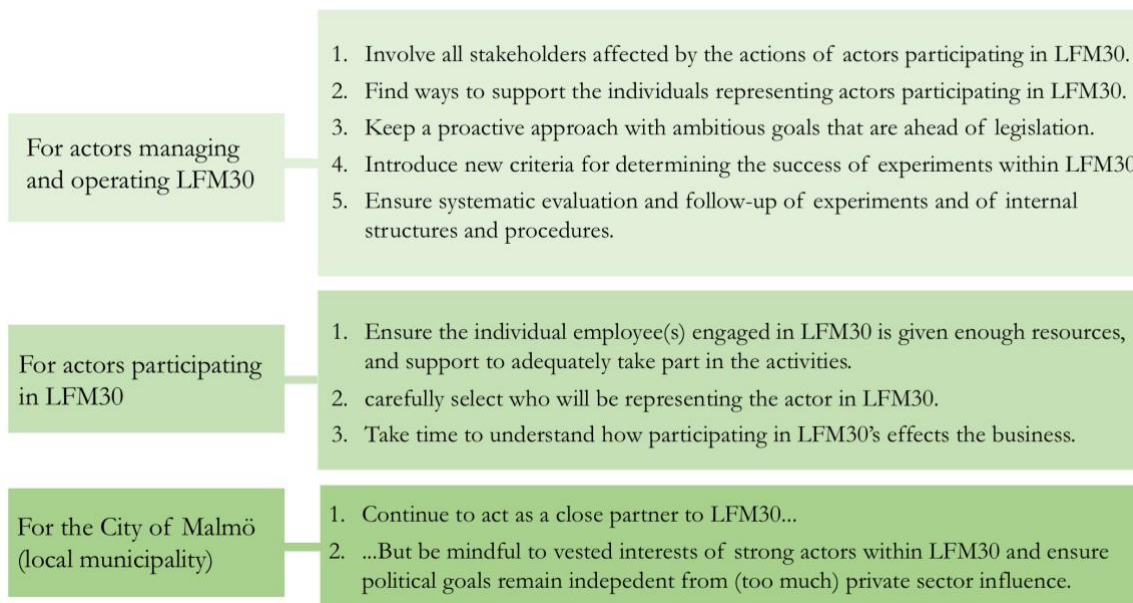 For actors managing
and operating LFM30
1. Involve all stakeholders affected by the actions of actors participating in LFM30.
2. Find ways to support the individuals representing actors participating in LFM30.
3. Keep a proactive approach with ambitious goals that are ahead of legislation.
4. Introduce new criteria for determining the success of experiments within LFM30
5. Ensure systematic evaluation and follow-up of experiments and of internal
structures and procedures.
For actors participating
in LFM30
1. Ensure the individual employee(s) engaged in LFM30 is given enough resources,
and support to adequately take part in the activities.
2. carefully select who will be representing the actor in LFM30.
3. Take time to understand how participating in LFM30’s effects the business.
For the City of Malmö
(local municipality)
1. Continue to act as a close partner to LFM30...
2. ...But be mindful to vested interests of strong actors within LFM30 and ensure
political goals remain indepedent from (too much) private sector influence.